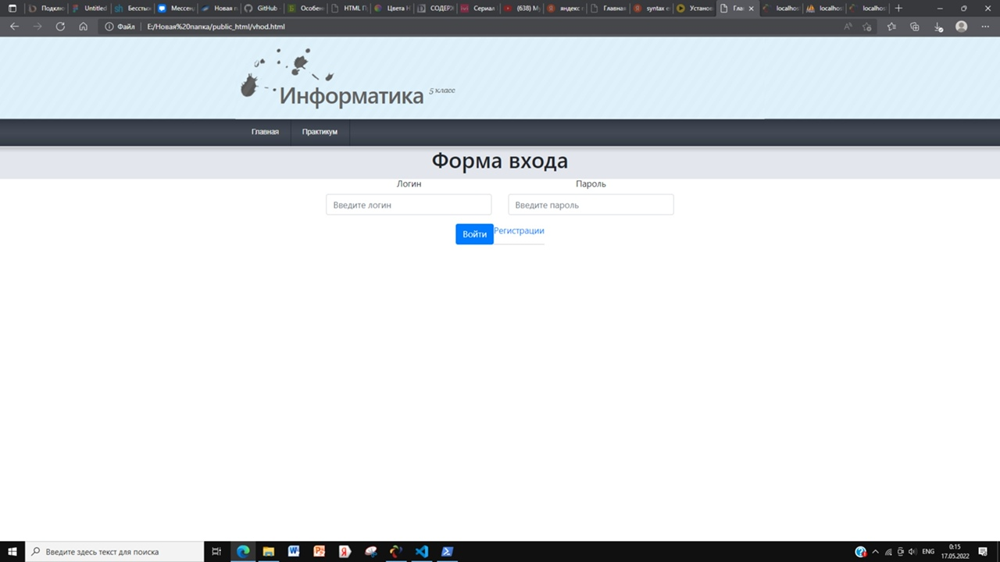 Подклю
Untitled
Бесстыж
Мессен
Новая п
GitHub
Особен
HTML П
Цвета H
СОДЕРЖ
Сериал
(638) М
яндекс п
Главная
syntax e
Установ
Гла
localhos
localhos
localhos
Файл E:/Новая%20папка/public_html/vhod.html
Информатика 5 класс
Главная Практикум
Форма входа
Логин Пароль
Введите логин Введите пароль
Войти Регистрации
Введите здесь текст для поиска
ENG
0:15
17.05.2022